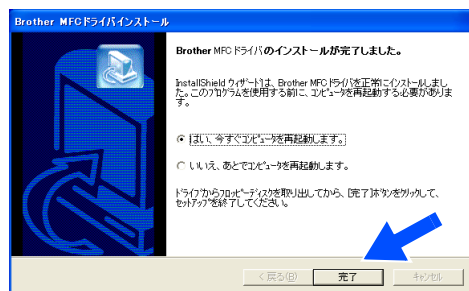 Brother MFCドライバインストール
Brother MFCドライバのインストールが完了しました。
InstallShield ウィザードは、Brother MFCドライバを正常にインストールしまし
た。このプログラムを使用する前に、コンピュータを再起動する必要がありま
す。
はい、今すぐコンピュータを再起動します。
いいえ、あとでコンピュータを再起動します。
ドライブからフロッピーディスクを取り出してから、[完了]ボタンをクリックして、
セットアップを終了してください。
< 戻る(B)
完了
キャンセル